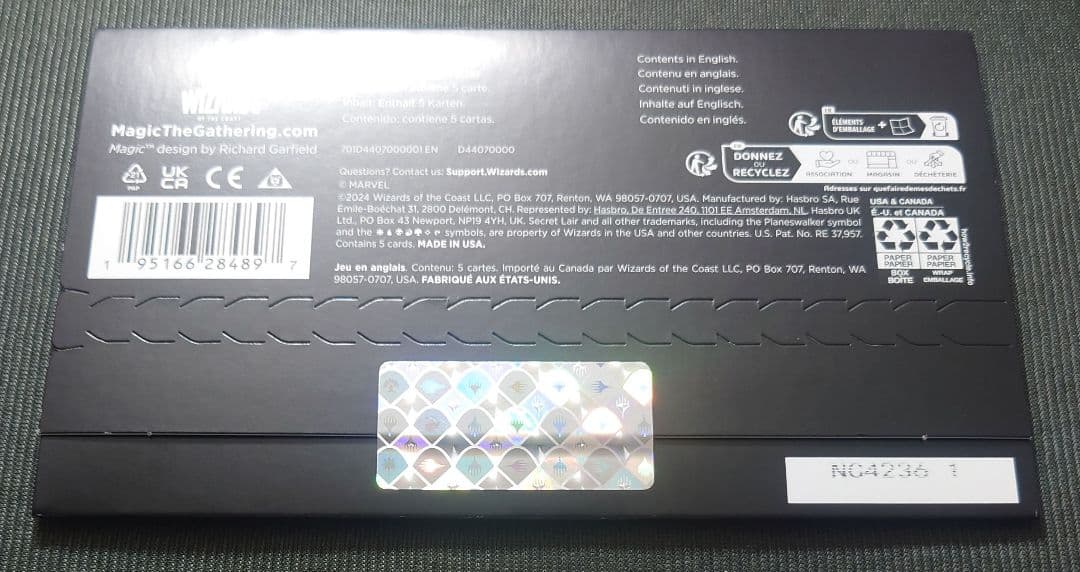 WIZARDS
OF THE COAST
MagicTheGathering.com
Magic™ design by Richard Garfield
PAP
UK
CA
CE
1 95166 28489 7
5 carte.
Inhalt: Enthält 5 Karten.
Contenido: contiene 5 cartas.
701D4407000001 EN D44070000
Contents in English.
Contenu en anglais.
Contenuti in inglese.
Inhalte auf Englisch.
Contenido en inglés.
FR
ÉLÉMENTS
D'EMBALLAGE +
FR
DONNEZ
OU
RECYCLEZ
ASSOCIATION OU MAGASIN OU DÉCHÈTERIE
Adresses sur quefairedemesdechets.fr
Questions? Contact us: Support.Wizards.com
© MARVEL
©2024 Wizards of the Coast LLC, PO Box 707, Renton, WA 98057-0707, USA. Manufactured by: Hasbro SA, Rue
Emile-Boéchat 31, 2800 Delémont, CH. Represented by: Hasbro, De Entree 240, 1101 EE Amsterdam, NL. Hasbro UK
Ltd., PO Box 43 Newport, NP19 4YH, UK. Secret Lair and all other trademarks, including the Planeswalker symbol
and the symbols, are property of Wizards in the USA and other countries. U.S. Pat. No. RE 37,957.
Contains 5 cards. MADE IN USA.
Jeu en anglais. Contenu: 5 cartes. Importé au Canada par Wizards of the Coast LLC, PO Box 707, Renton, WA
98057-0707, USA. FABRIQUÉ AUX ÉTATS-UNIS.
USA & CANADA
É.-U. et CANADA
PAPER
PAPIER
BOX
BOÎTE
PAPER
PAPIER
WRAP
EMBALLAGE
how2recycle.info
NG4236 1